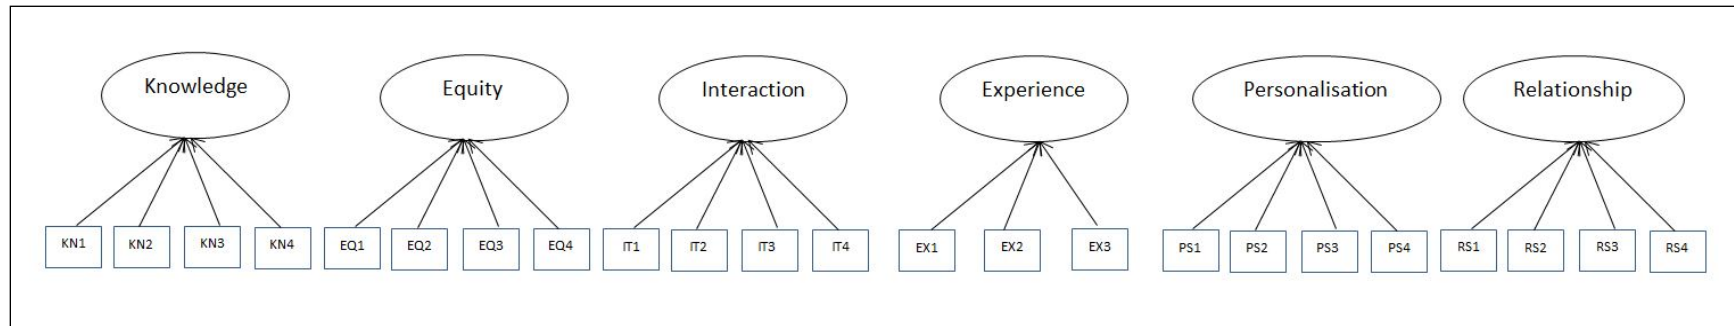 Knowledge Equity Interaction Experience Personalisation Relationship
KN1 KN2 KN3 KN4 EQ1 EQ2 EQ3 EQ4 IT1 IT2 IT3 IT4 EX1 EX2 EX3 PS1 PS2 PS3 PS4 RS1 RS2 RS3 RS4